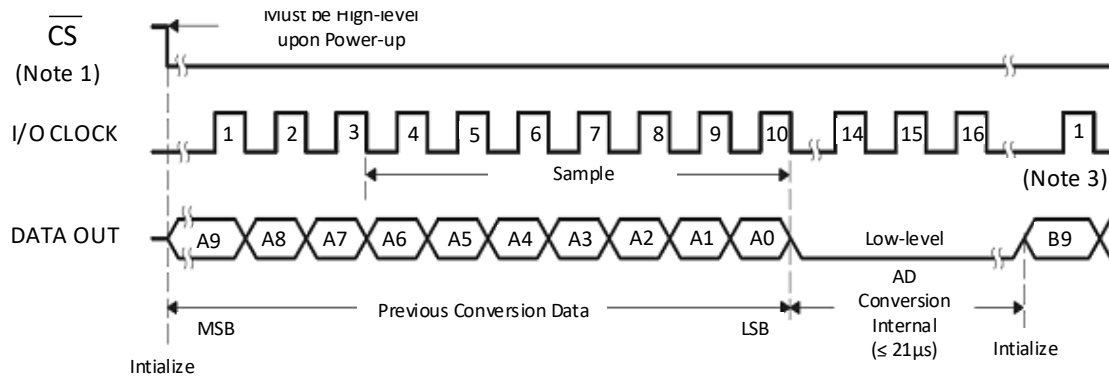 Must be High-level
upon Power-up
CS
(Note 1)
I/O CLOCK
1 2 3 4 5 6 7 8 9 10 14 15 16 1
Sample
(Note 3)
DATA OUT
A9 A8 A7 A6 A5 A4 A3 A2 A1 A0 Low-level B9
AD
Conversion
Internal
(≤ 21μs)
Previous Conversion Data
MSB
LSB
Intialize
Intialize